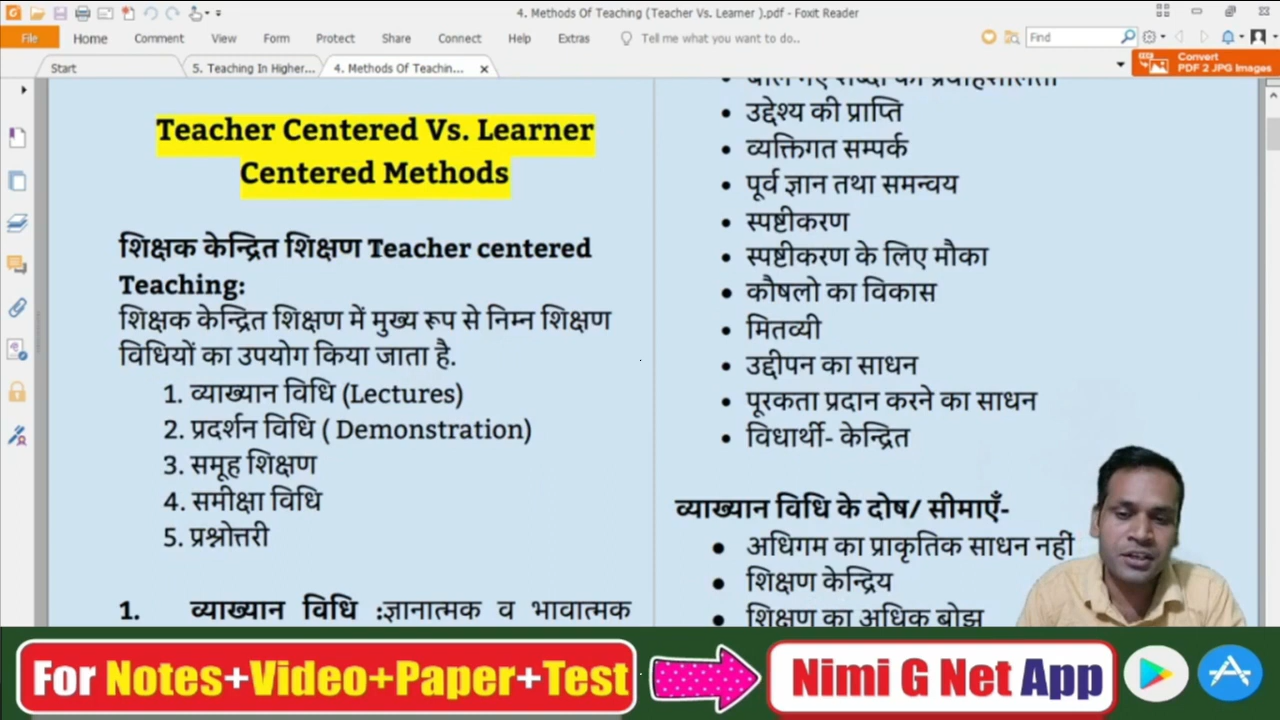 4. Methods Of Teaching (Teacher Vs. Learner ).pdf - Foxit Reader
File Home Comment View Form Protect Share Connect Help Extras Tell me what you want to do.. Find
Start 5. Teaching In Higher... 4. Methods Of Teachin... Convert
PDF 2 JPG Images
Teacher Centered Vs. Learner
Centered Methods
शिक्षक केन्द्रित शिक्षण Teacher centered
Teaching:
शिक्षक केन्द्रित शिक्षण में मुख्य रूप से निम्न शिक्षण
विधियों का उपयोग किया जाता है.
1. व्याख्यान विधि (Lectures)
2. प्रदर्शन विधि ( Demonstration)
3. समूह शिक्षण
4. समीक्षा विधि
5. प्रश्नोत्तरी
1. व्याख्यान विधि :ज्ञानात्मक व भावात्मक
• उद्देश्य की प्राप्ति
• व्यक्तिगत सम्पर्क
• पूर्व ज्ञान तथा समन्वय
• स्पष्टीकरण
• स्पष्टीकरण के लिए मौका
• कौषलो का विकास
• मितव्यी
• उद्दीपन का साधन
• पूरकता प्रदान करने का साधन
• विधार्थी- केन्द्रित
व्याख्यान विधि के दोष/ सीमाएँ-
● अधिगम का प्राकृतिक साधन नहीं
● शिक्षण केन्द्रिय
● शिक्षण का अधिक बोझ
For Notes+Video+Paper+Test Nimi G Net App